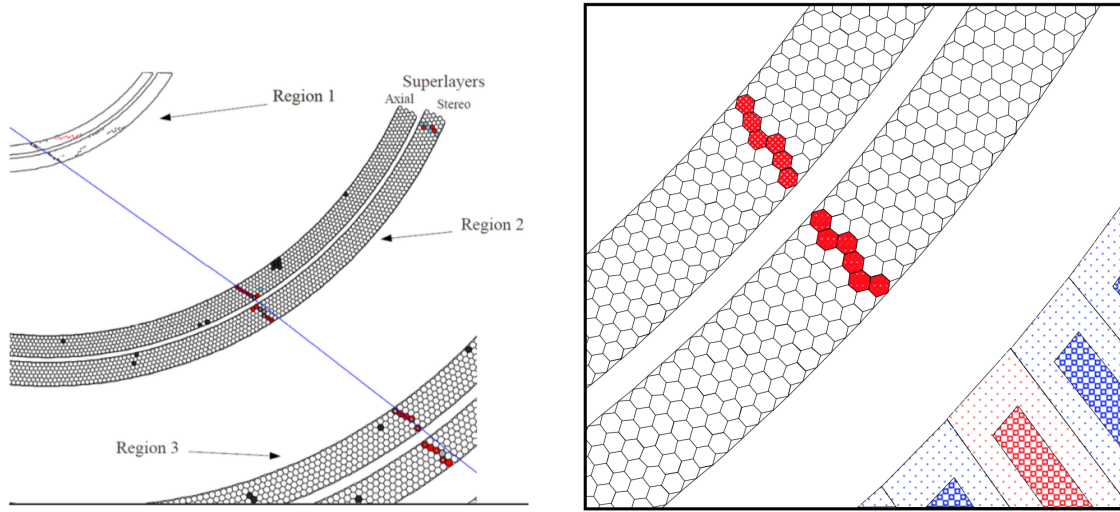 Superlayers
Axial
Stereo
Region 1
Region 2
Region 3